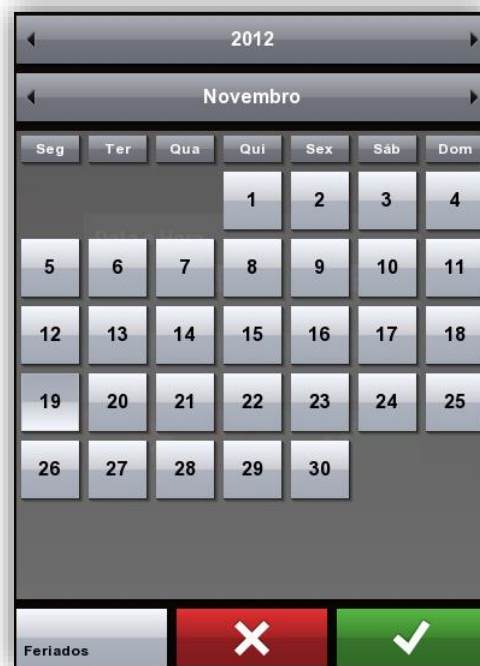 2012
Novembro
Seg Ter Qua Qui Sex Sáb Dom
1 2 3 4
Data e Hora
5 6 7 8 9 10 11
12 13 14 15 16 17 18
19 20 21 22 23 24 25
26 27 28 29 30
Feriados